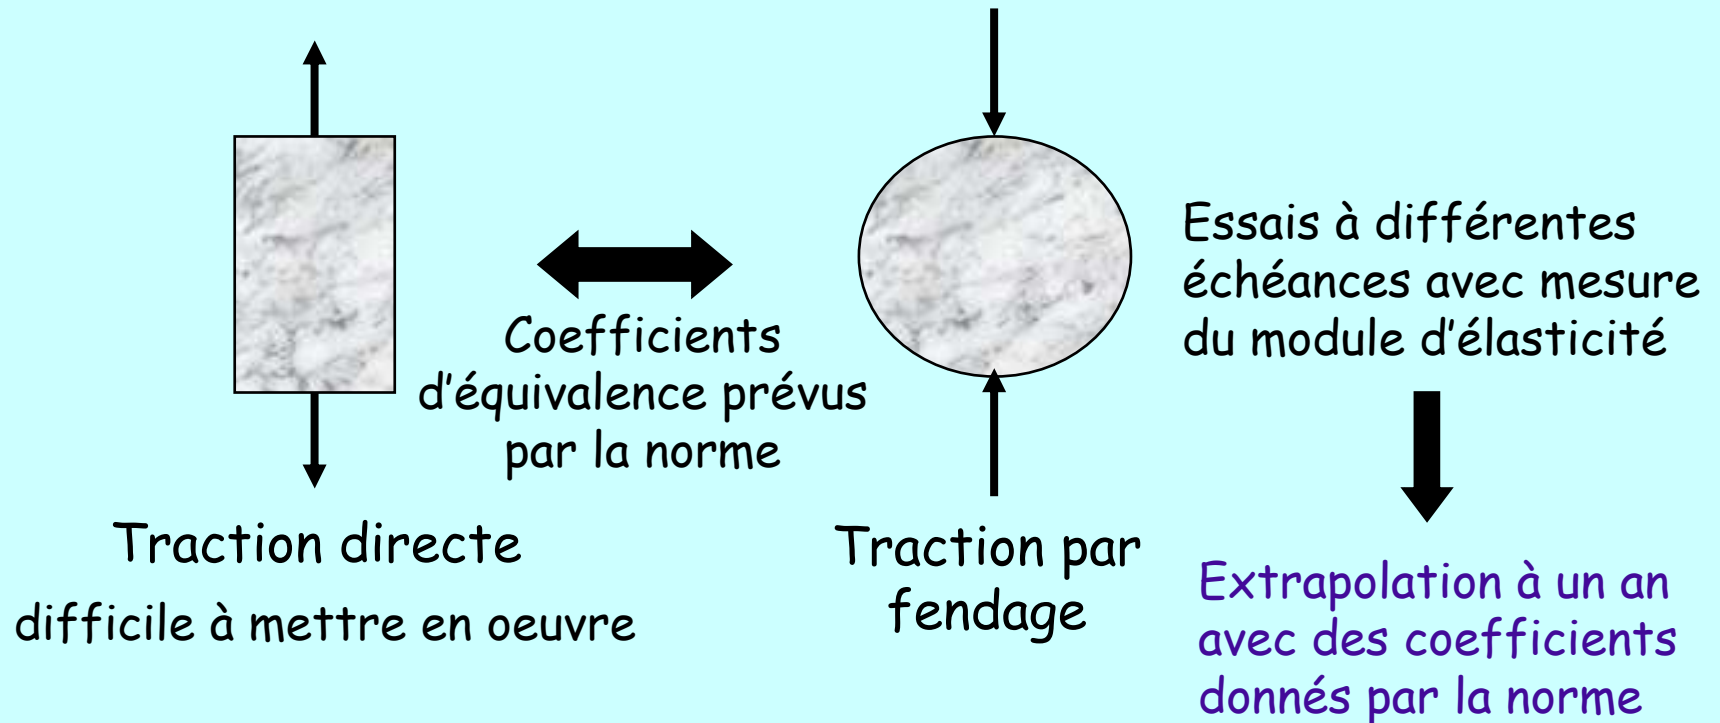 Traction directe
difficile à mettre en oeuvre
Coefficients
d'équivalence prévus
par la norme
Traction par
fendage
Essais à différentes
échéances avec mesure
du module d'élasticité
Extrapolation à un an
avec des coefficients
donnés par la norme